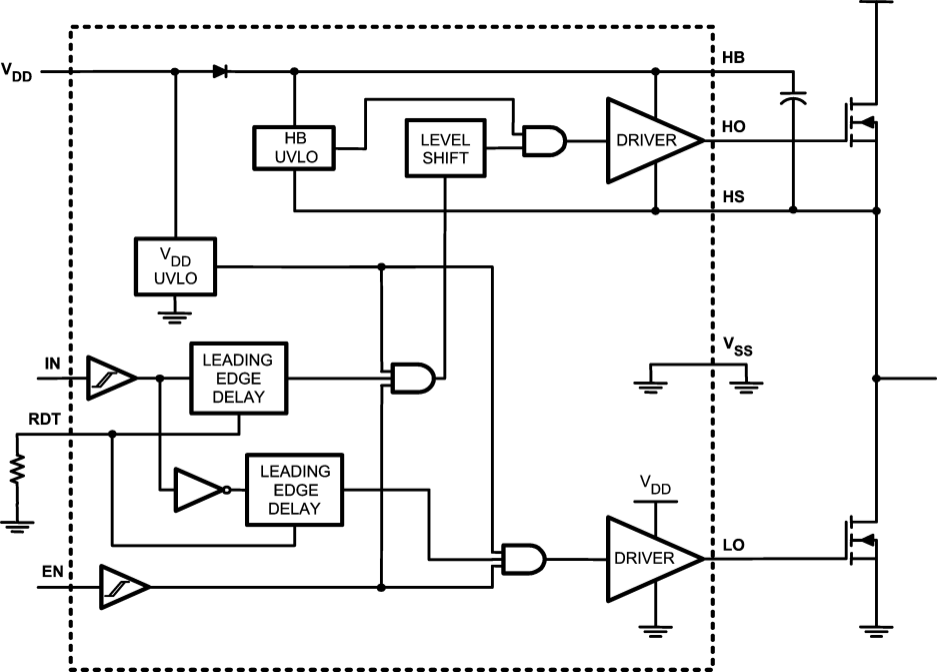 VDD
HB
HB
UVLO
LEVEL
SHIFT
DRIVER
HO
HS
VDD
UVLO
IN
LEADING
EDGE
DELAY
VSS
RDT
LEADING
EDGE
DELAY
VDD
DRIVER
LO
EN